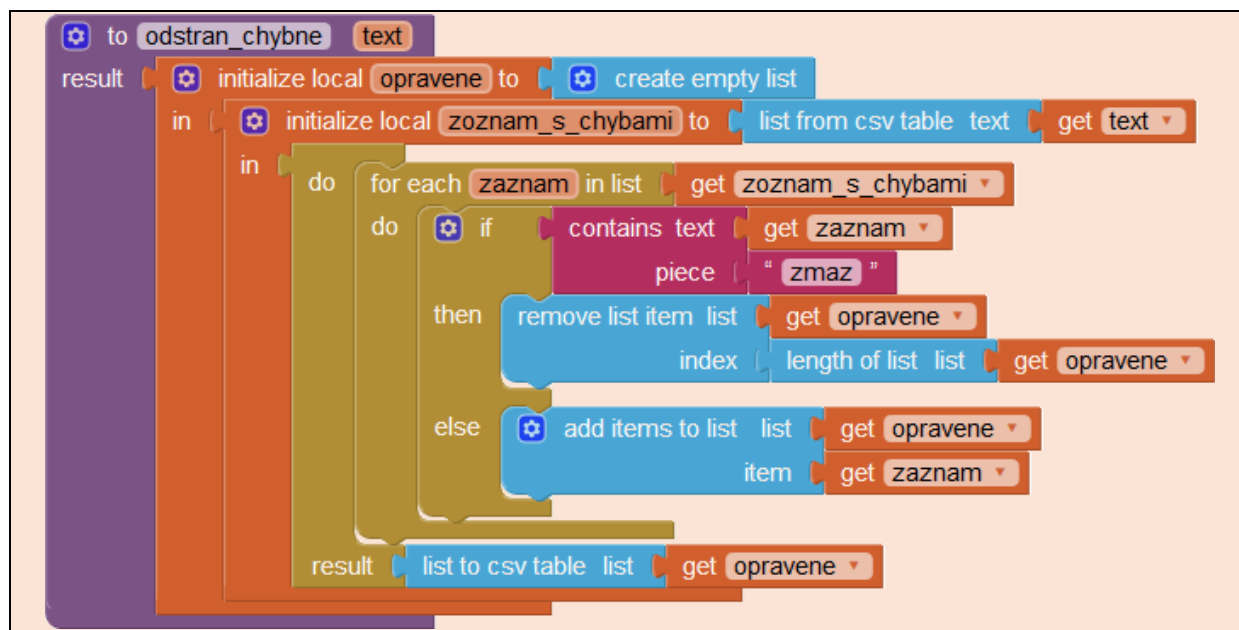 to odstran_chybne text
result initialize local opravene to create empty list
in initialize local zoznam_s_chybami to list from csv table text get text
in
do for each zaznam in list get zoznam_s_chybami
do if contains text get zaznam
piece “ zmaz ”
then remove list item list get opravene
index length of list list get opravene
else add items to list list get opravene
item get zaznam
result list to csv table list get opravene